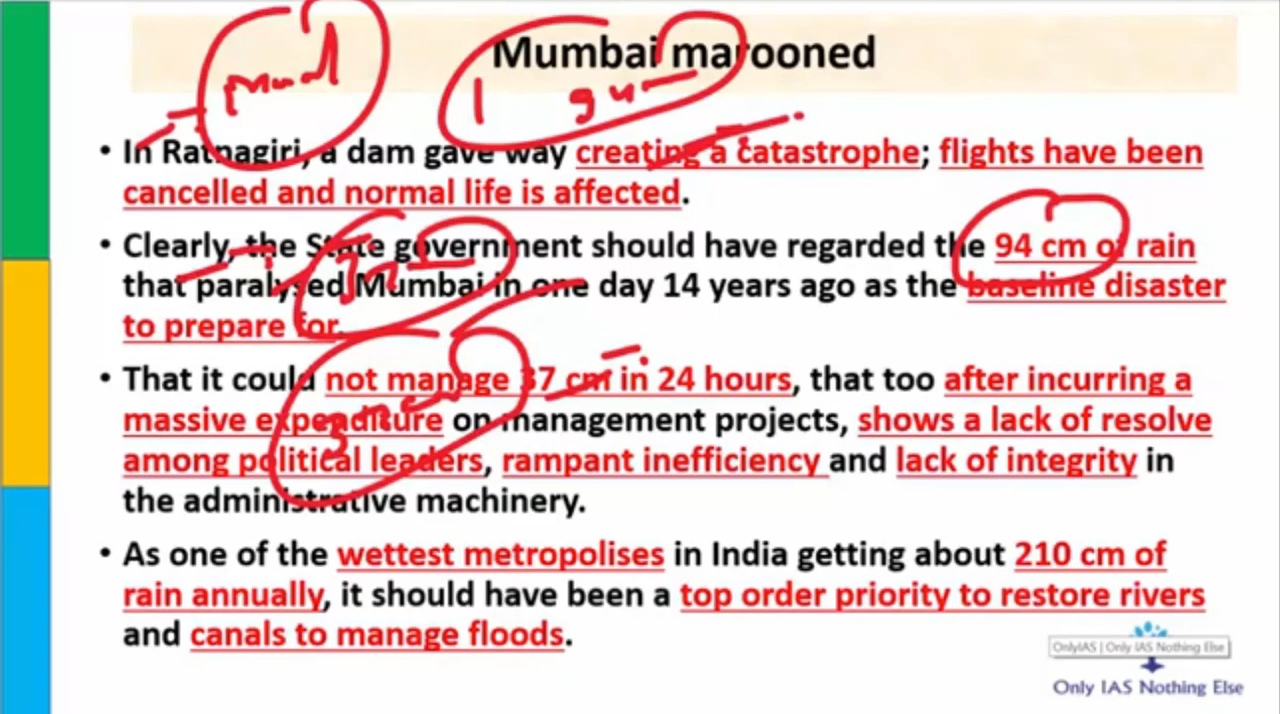 Mumbai marooned
• In Ratnagiri, a dam gave way creating a catastrophe; flights have been
cancelled and normal life is affected.
• Clearly, the State government should have regarded the 94 cm of rain
that paralysed Mumbai in one day 14 years ago as the baseline disaster
to prepare for.
• That it could not manage 37 cm in 24 hours, that too after incurring a
massive expenditure on management projects, shows a lack of resolve
among political leaders, rampant inefficiency and lack of integrity in
the administrative machinery.
• As one of the wettest metropolises in India getting about 210 cm of
rain annually, it should have been a top order priority to restore rivers
and canals to manage floods.
OnlyIAS | Only IAS Nothing Else
Only IAS Nothing Else